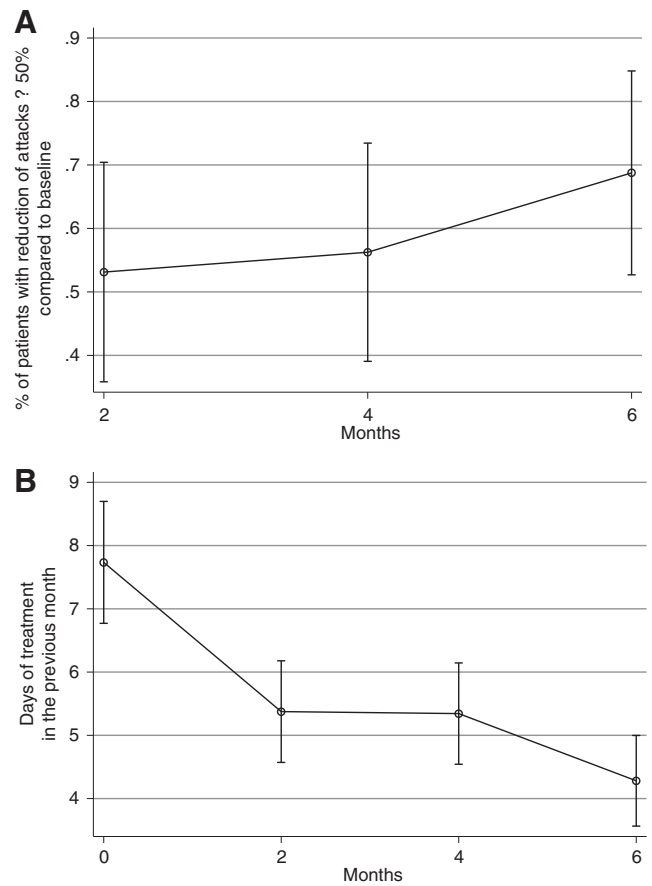 A
% of patients with reduction of attacks ? 50%
compared to baseline
.9
.8
.7
.6
.5
.4
2
4
6
Months
B
Days of treatment
in the previous month
9
8
7
6
5
4
0
2
4
6
Months